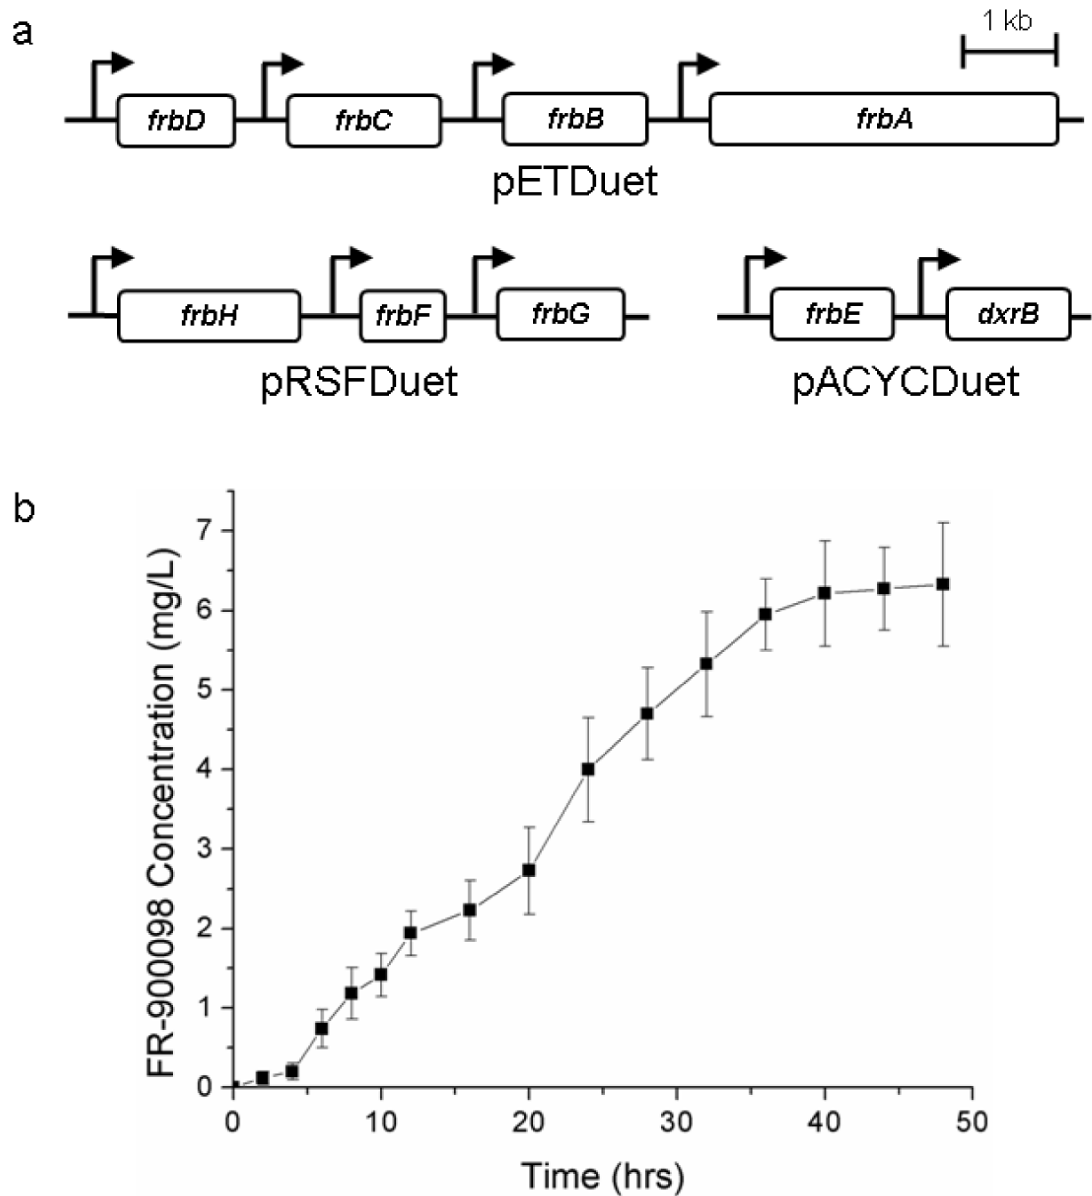 a
1 kb
frbD frbC frbB frbA
pETDuet
frbH frbF frbG frbE dxrB
pRSFDuet pACYCDuet
b
FR-900098 Concentration (mg/L)
7
6
5
4
3
2
1
0
0 10 20 30 40 50
Time (hrs)